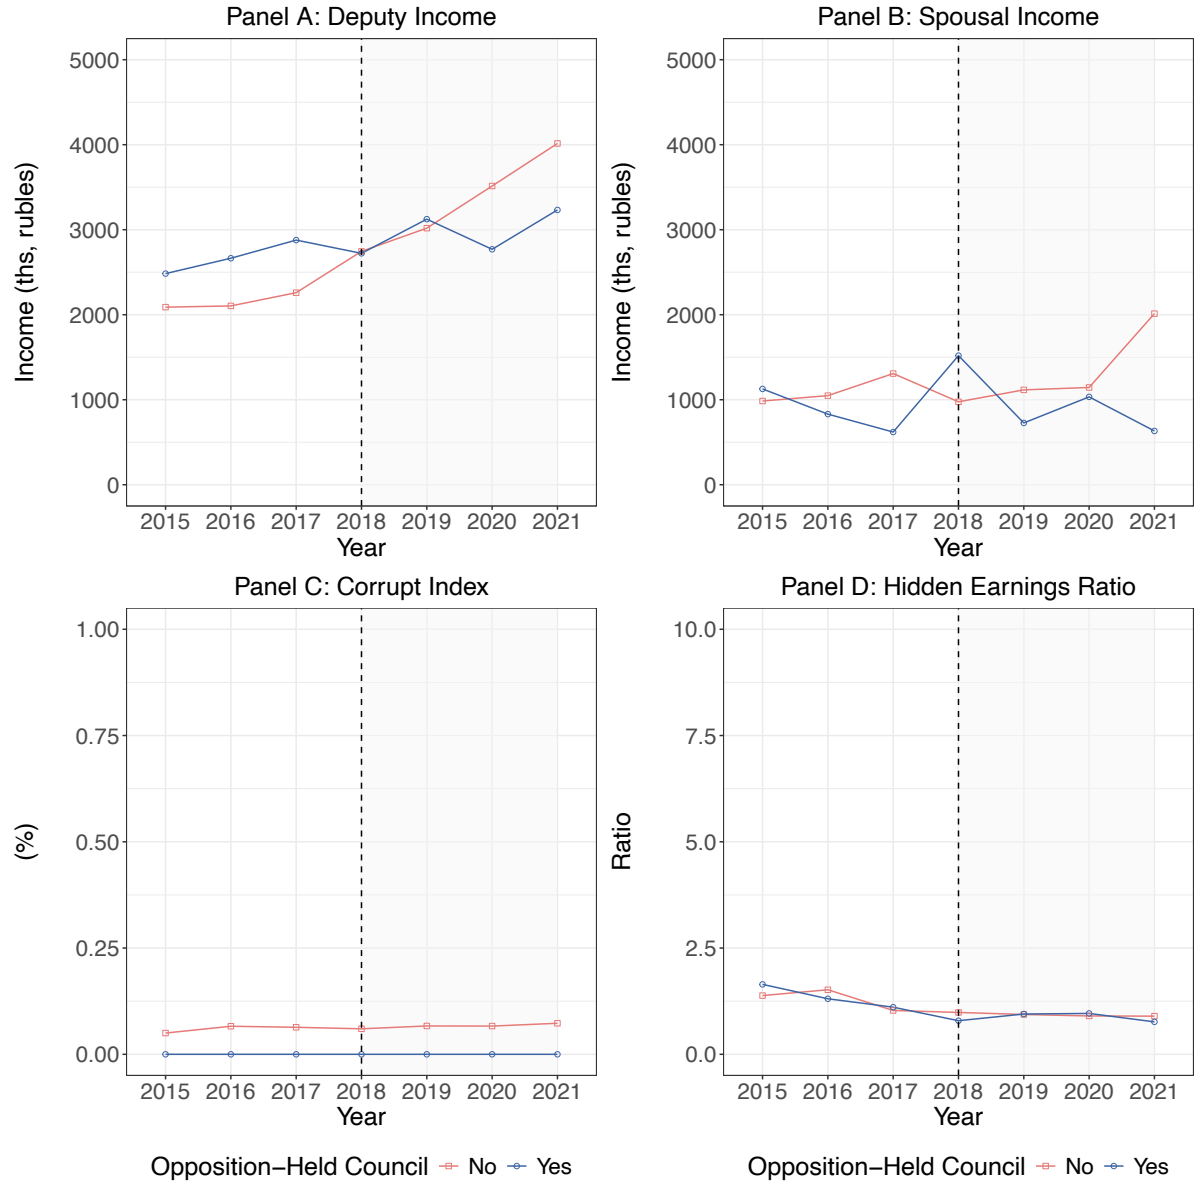 Panel A: Deputy Income
5000
4000
3000
2000
1000
0
Income (ths, rubles)
2015 2016 2017 2018 2019 2020 2021
Year
Panel B: Spousal Income
5000
4000
3000
2000
1000
0
Income (ths, rubles)
2015 2016 2017 2018 2019 2020 2021
Year
Panel C: Corrupt Index
1.00
0.75
0.50
0.25
0.00
(%)
2015 2016 2017 2018 2019 2020 2021
Year
Opposition−Held Council No Yes
Panel D: Hidden Earnings Ratio
10.0
7.5
5.0
2.5
0.0
Ratio
2015 2016 2017 2018 2019 2020 2021
Year
Opposition−Held Council No Yes